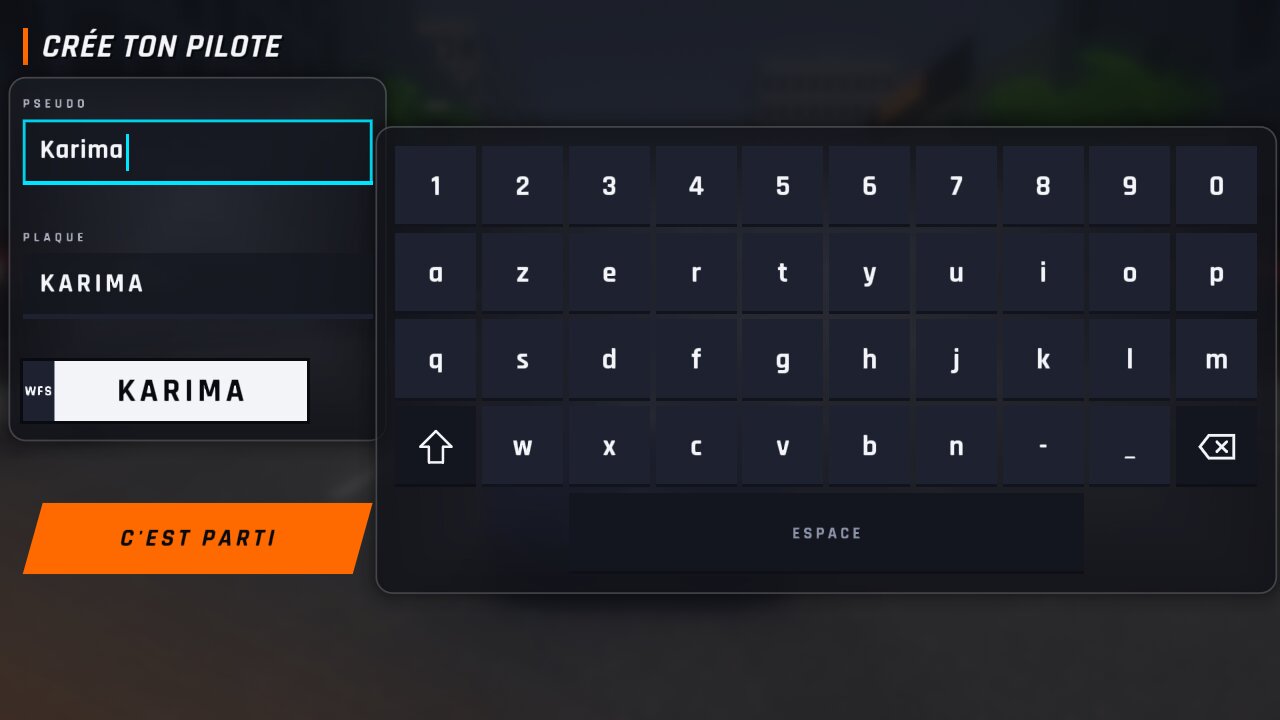 CRÉE TON PILOTE
PSEUDO
Karima
PLAQUE
KARIMA
WFS KARIMA
C'EST PARTI
1 2 3 4 5 6 7 8 9 0
a z e r t y u i o p
q s d f g h j k l m
w x c v b n - _
ESPACE